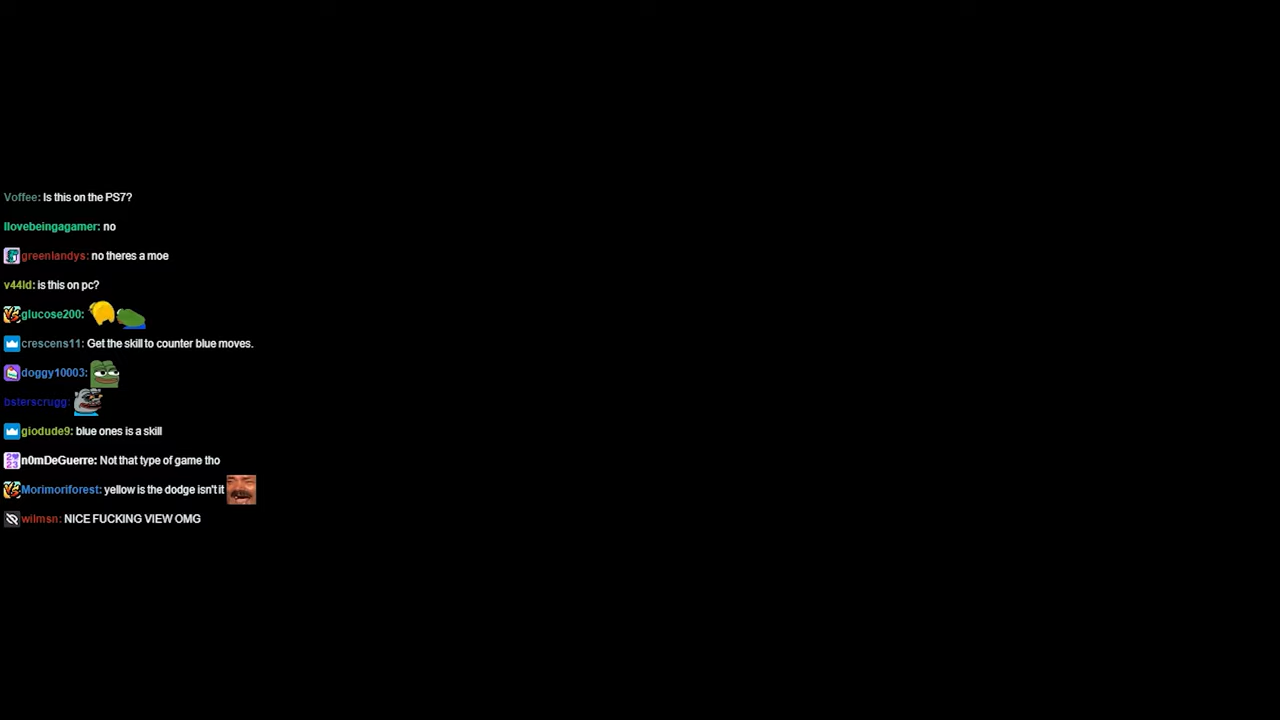 Voffee: Is this on the PS7?
Ilovebeingagamer: no
greenlandys: no theres a moe
v44ld: is this on pc?
glucose200:
crescens11: Get the skill to counter blue moves.
doggy10003:
bsterscrugg:
giodude9: blue ones is a skill
n0mDeGuerre: Not that type of game tho
Morimoriforest: yellow is the dodge isn't it
wilmsn: NICE FUCKING VIEW OMG